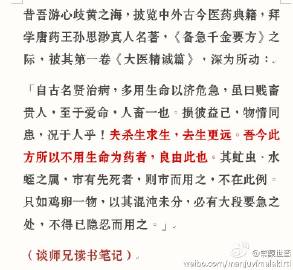 昔吾游心歧黄之海，披览中外古今医药典籍，拜
学唐药王孙思邈真人名著，《备急千金要方》之
际，被其第一卷《大医精诚篇》，深为所动：
「自古名贤治病，多用生命以济危急，虽曰贱畜
贵人，至于爱命，人畜一也。损彼益己，物情同
患，况于人乎！夫杀生求生，去生更远。吾今此
方所以不用生命为药者，良由此也。其虻虫、水
蛭之属，市有先死者，则市而用之，不在此例。
只如鸡卵一物，以其混沌未分，必有大段要急之
处，不得已隐忍而用之。」
（谈师兄读书笔记）
weibo.com/manjuvimalakirti